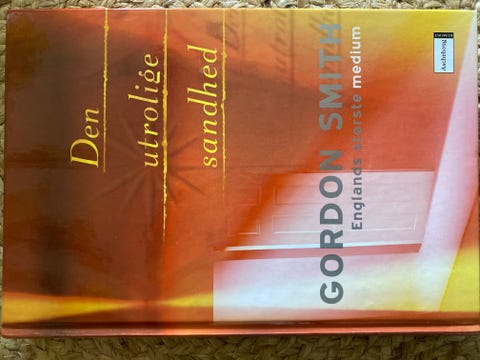 Den
utrolige
sandhed
GORDON SMITH
Englands største medium
Aschehoug